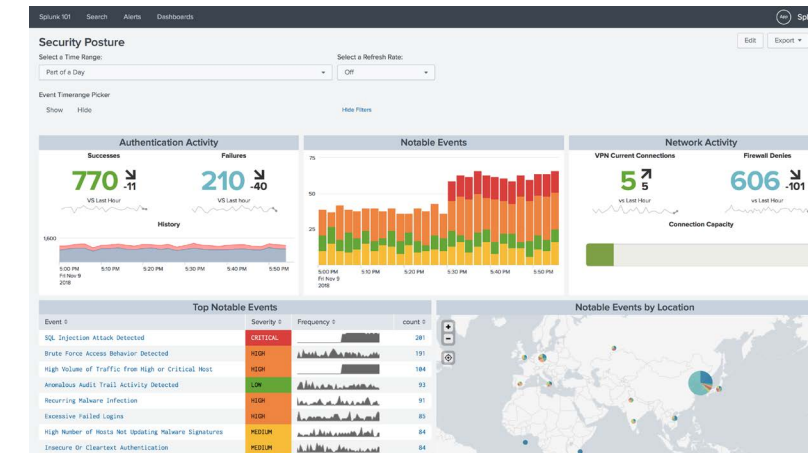 Splunk 101 Search Alerts Dashboards App Spl
Security Posture Edit Export
Select a Time Range: Select a Refresh Rate:
Part of a Day Off
Event Timerange Picker
Show Hide Hide Filters
Authentication Activity
Successes Failures
770 -11 210 -40
VS Last Hour VS Last hour
History
1,600
5:00 PM 5:10 PM 5:20 PM 5:30 PM 5:40 PM 5:50 PM
Fri Nov 9
2018
Notable Events
75
50
25
5:00 PM 5:10 PM 5:20 PM 5:30 PM 5:40 PM 5:50 PM
Fri Nov 9
2018
Network Activity
VPN Current Connections Firewall Denies
57 5 606 -101
vs Last Hour vs Last Hour
Connection Capacity
Top Notable Events
Event Severity Frequency count
SQL Injection Attack Detected CRITICAL 201
Brute Force Access Behavior Detected HIGH 191
High Volume of Traffic from High or Critical Host HIGH 104
Anomalous Audit Trail Activity Detected LOW 93
Recurring Malware Infection HIGH 91
Excessive Failed Logins HIGH 85
High Number of Hosts Not Updating Malware Signatures MEDIUM 84
Insecure Or Cleartext Authentication MEDIUM 84
Notable Events by Location
+
-